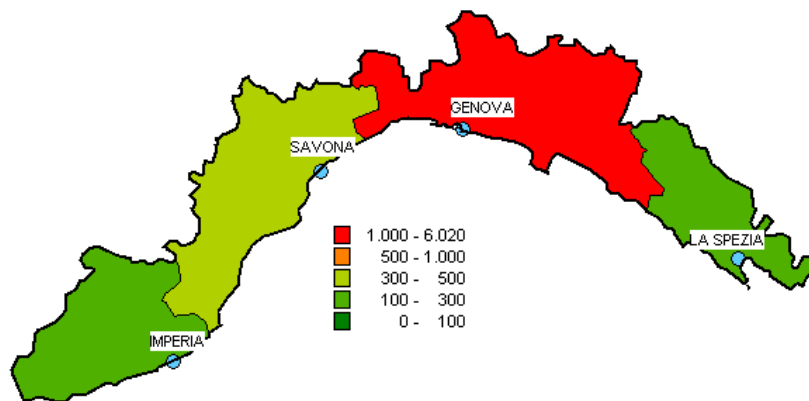 GENOVA
SAVONA
LA SPEZIA
IMPERIA
1.000 - 6.020
500 - 1.000
300 - 500
100 - 300
0 - 100